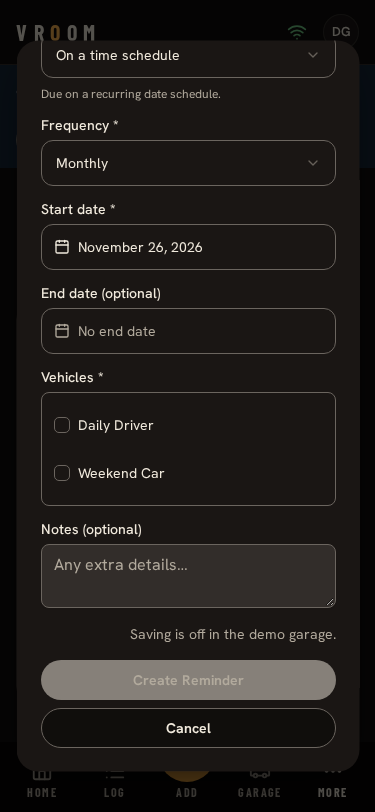 VROOM
DG
On a time schedule
Due on a recurring date schedule.
Frequency *
Monthly
Start date *
November 26, 2026
End date (optional)
No end date
Vehicles *
Daily Driver
Weekend Car
Notes (optional)
Any extra details...
Saving is off in the demo garage.
Create Reminder
Cancel
HOME
LOG
ADD
GARAGE
MORE